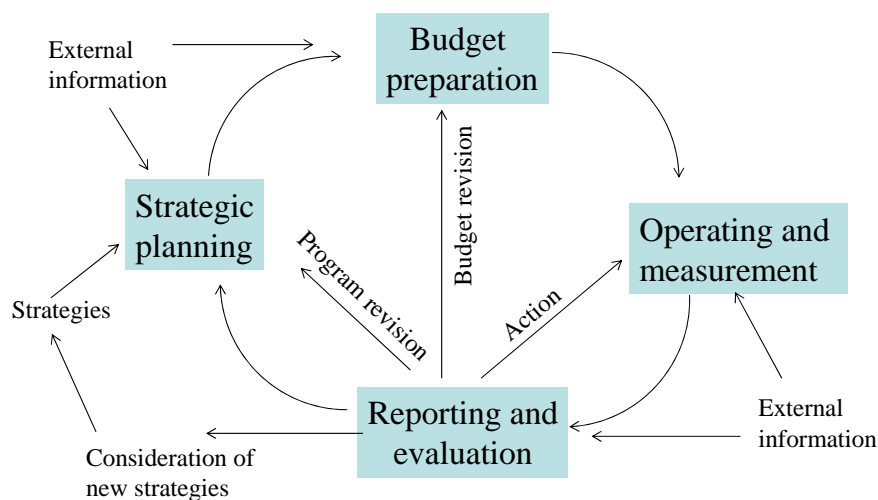 External
information
Budget
preparation
Strategic
planning
Program revision
Budget revision
Action
Operating and
measurement
Strategies
Reporting and
evaluation
External
information
Consideration of
new strategies